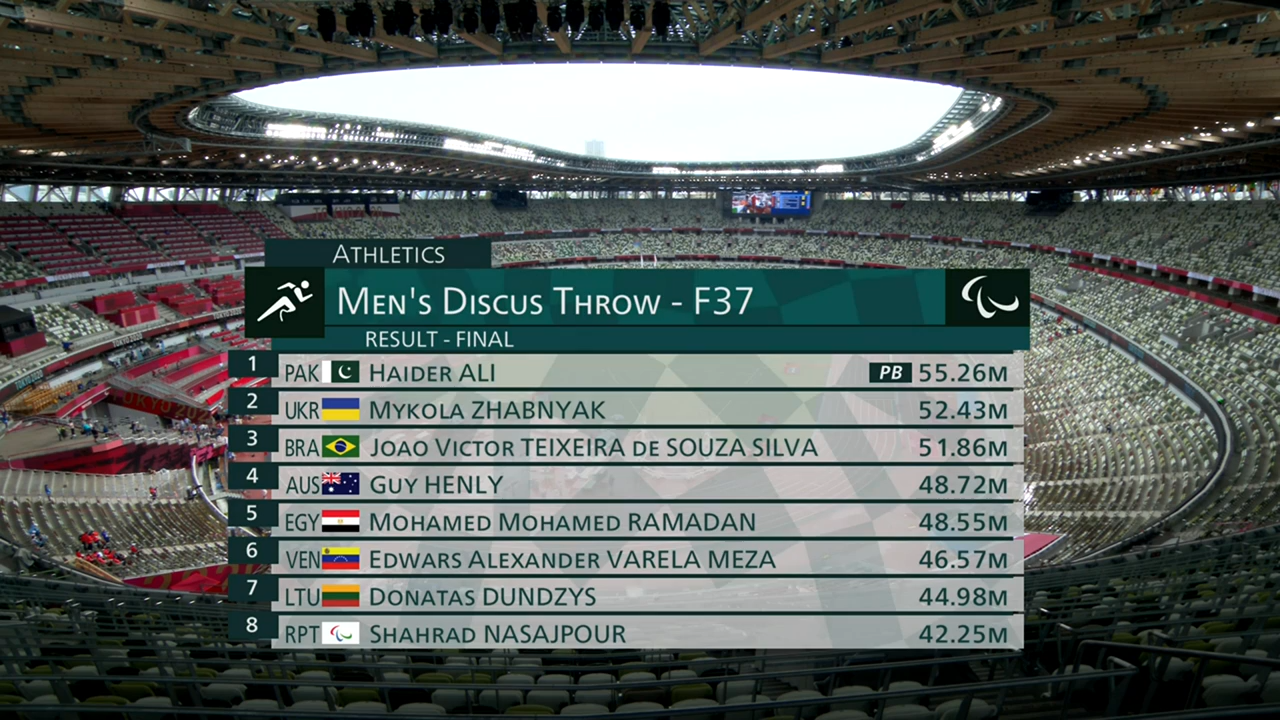 ATHLETICS
MEN'S DISCUS THROW - F37
RESULT - FINAL
1 PAK HAIDER ALI PB 55.26M
2 UKR MYKOLA ZHABNYAK 52.43M
3 BRA JOAO VICTOR TEIXEIRA DE SOUZA SILVA 51.86M
4 AUS GUY HENLY 48.72M
5 EGY MOHAMED MOHAMED RAMADAN 48.55M
6 VEN EDWARS ALEXANDER VARELA MEZA 46.57M
7 LTU DONATAS DUNDZYS 44.98M
8 RPT SHAHRAD NASAJPOUR 42.25M
TOKYO 202